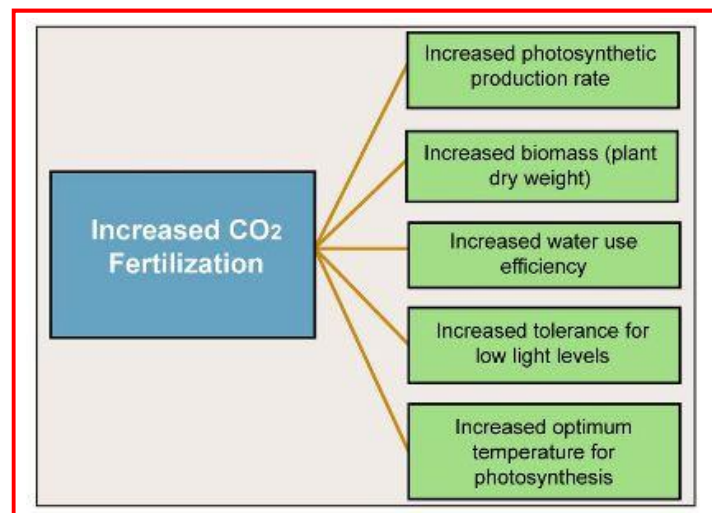 Increased CO2
Fertilization
Increased photosynthetic
production rate
Increased biomass (plant
dry weight)
Increased water use
efficiency
Increased tolerance for
low light levels
Increased optimum
temperature for
photosynthesis